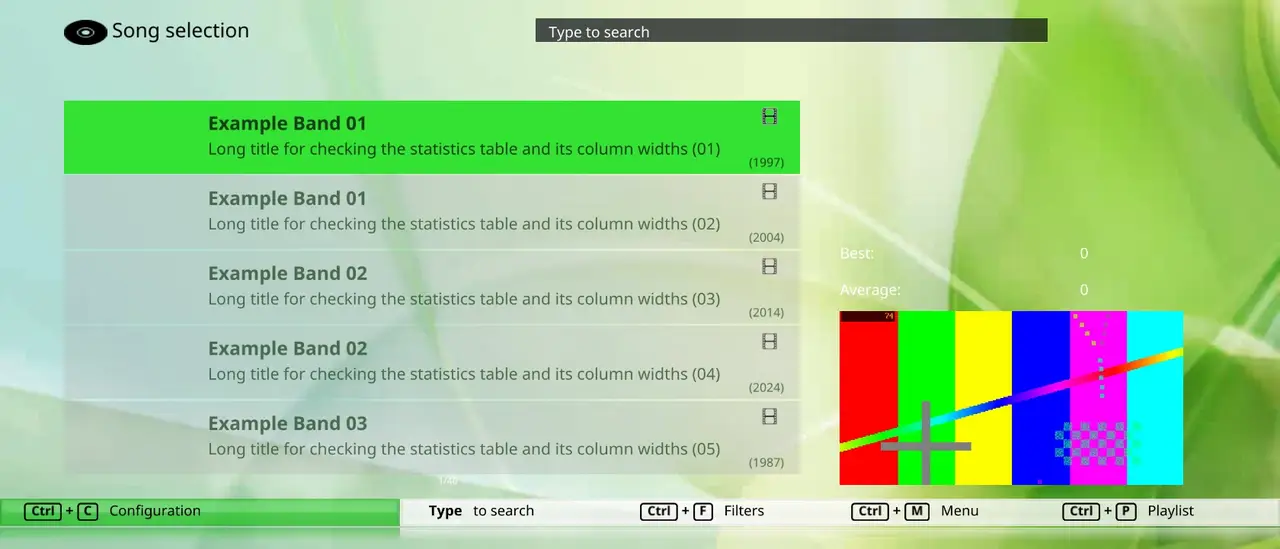 Song selection
Type to search
Example Band 01
Long title for checking the statistics table and its column widths (01)
(1997)
Example Band 01
Long title for checking the statistics table and its column widths (02)
(2004)
Example Band 02
Long title for checking the statistics table and its column widths (03)
(2014)
Example Band 02
Long title for checking the statistics table and its column widths (04)
(2024)
Example Band 03
Long title for checking the statistics table and its column widths (05)
(1987)
1/40
Best: 0
Average: 0
74
Ctrl + C Configuration
Type to search
Ctrl + F Filters
Ctrl + M Menu
Ctrl + P Playlist